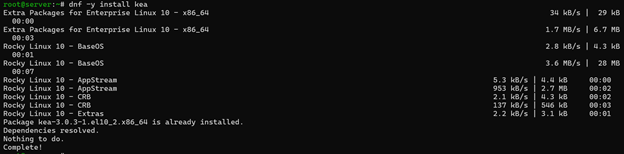 root@server:~# dnf -y install kea
Extra Packages for Enterprise Linux 10 - x86_64 34 kB/s | 29 kB
00:00
Extra Packages for Enterprise Linux 10 - x86_64 1.7 MB/s | 6.7 MB
00:03
Rocky Linux 10 - BaseOS 2.8 kB/s | 4.3 kB
00:01
Rocky Linux 10 - BaseOS 3.6 MB/s | 28 MB
00:07
Rocky Linux 10 - AppStream 5.3 kB/s | 4.4 kB 00:00
Rocky Linux 10 - AppStream 953 kB/s | 2.7 MB 00:02
Rocky Linux 10 - CRB 2.1 kB/s | 4.3 kB 00:02
Rocky Linux 10 - CRB 137 kB/s | 546 kB 00:03
Rocky Linux 10 - Extras 2.2 kB/s | 3.1 kB 00:01
Package kea-3.0.3-1.el10_2.x86_64 is already installed.
Dependencies resolved.
Nothing to do.
Complete!